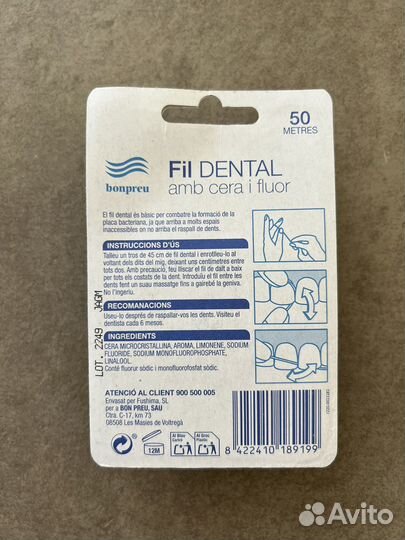 50
METRES
bonpreu
Fil DENTAL
amb cera i fluor
El fil dental és bàsic per combatre la formació de la
placa bacteriana, ja que arriba a molts espais
inaccessibles on no arriba el raspall de dents.
INSTRUCCIONS D'ÚS
Talleu un tros de 45 cm de fil dental i enrotlleu-lo al
voltant dels dits del mig, deixant uns centímetres entre
tots dos. Amb precaució, feu lliscar el fil de dalt a baix
per tots els costats de la dent. Introduïu el fil entre les
dents fent un suau massatge fins a gairebé la geniva.
No l'ingeriu.
RECOMANACIONS
Useu-lo després de raspallar-vos les dents. Visiteu el
dentista cada 6 mesos.
INGREDIENTS
CERA MICROCRISTALLINA, AROMA, LIMONENE, SODIUM
FLUORIDE, SODIUM MONOFLUOROPHOSPHATE,
LINALOOL.
Conté fluorur sòdic i monofluorofosfat sòdic.
LOT. 2249 JAGM
ATENCIÓ AL CLIENT 900 500 005
Envasat per Fushima, SL
per a BON PREU, SAU
Ctra. C-17, km 73
08508 Les Masies de Voltregà
12M
Al Blau
Cartró
Al Groc
Plàstic
8 422410 189199
Avito